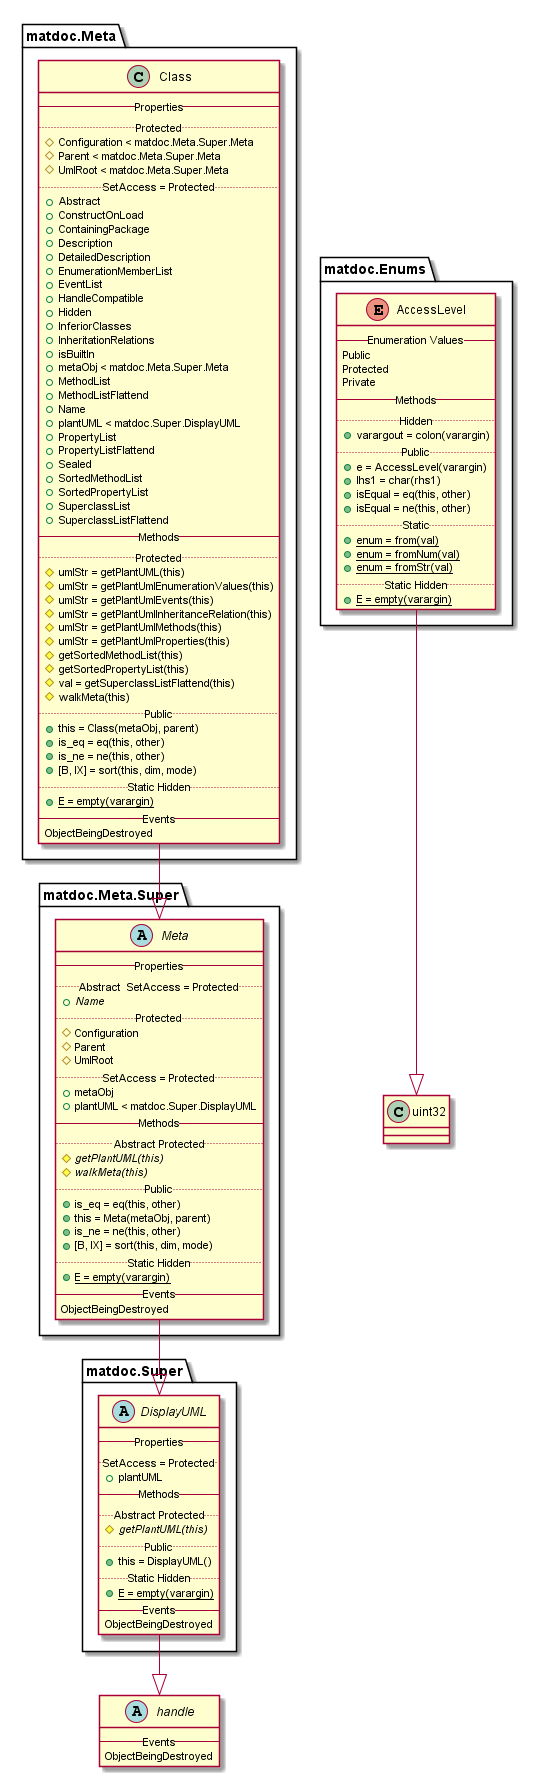 matdoc.Meta
C Class
Properties
Protected
Configuration < matdoc.Meta.Super.Meta
Parent < matdoc.Meta.Super.Meta
UmlRoot < matdoc.Meta.Super.Meta
SetAccess = Protected
Abstract
ConstructOnLoad
ContainingPackage
Description
DetailedDescription
EnumerationMemberList
EventList
HandleCompatible
Hidden
InferiorClasses
InheritationRelations
isBuiltIn
metaObj < matdoc.Meta.Super.Meta
MethodList
MethodListFlattend
Name
plantUML < matdoc.Super.DisplayUML
PropertyList
PropertyListFlattend
Sealed
SortedMethodList
SortedPropertyList
SuperclassList
SuperclassListFlattend
Methods
Protected
umlStr = getPlantUML(this)
umlStr = getPlantUmlEnumerationValues(this)
umlStr = getPlantUmlEvents(this)
umlStr = getPlantUmlInheritanceRelation(this)
umlStr = getPlantUmlMethods(this)
umlStr = getPlantUmlProperties(this)
getSortedMethodList(this)
getSortedPropertyList(this)
val = getSuperclassListFlattend(this)
walkMeta(this)
Public
this = Class(metaObj, parent)
is_eq = eq(this, other)
is_ne = ne(this, other)
[B, IX] = sort(this, dim, mode)
Static Hidden
E = empty(varargin)
Events
ObjectBeingDestroyed
matdoc.Enums
E AccessLevel
Enumeration Values
Public
Protected
Private
Methods
Hidden
varargout = colon(varargin)
Public
e = AccessLevel(varargin)
lhs1 = char(rhs1)
isEqual = eq(this, other)
isEqual = ne(this, other)
Static
enum = from(val)
enum = fromNum(val)
enum = fromStr(val)
Static Hidden
E = empty(varargin)
matdoc.Meta.Super
A Meta
Properties
Abstract SetAccess = Protected
Name
Protected
Configuration
Parent
UmlRoot
SetAccess = Protected
metaObj
plantUML < matdoc.Super.DisplayUML
Methods
Abstract Protected
getPlantUML(this)
walkMeta(this)
Public
is_eq = eq(this, other)
this = Meta(metaObj, parent)
is_ne = ne(this, other)
[B, IX] = sort(this, dim, mode)
Static Hidden
E = empty(varargin)
Events
ObjectBeingDestroyed
C uint32
matdoc.Super
A DisplayUML
Properties
SetAccess = Protected
plantUML
Methods
Abstract Protected
getPlantUML(this)
Public
this = DisplayUML()
Static Hidden
E = empty(varargin)
Events
ObjectBeingDestroyed
A handle
Events
ObjectBeingDestroyed